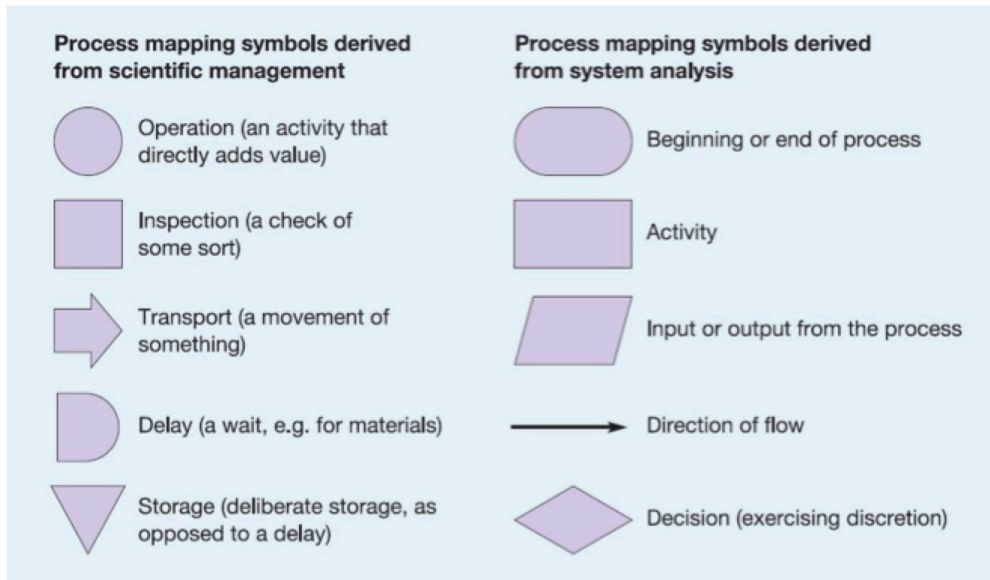 Process mapping symbols derived
from scientific management
Operation (an activity that
directly adds value)
Inspection (a check of
some sort)
Transport (a movement of
something)
Delay (a wait, e.g. for materials)
Storage (deliberate storage, as
opposed to a delay)
Process mapping symbols derived
from system analysis
Beginning or end of process
Activity
Input or output from the process
Direction of flow
Decision (exercising discretion)